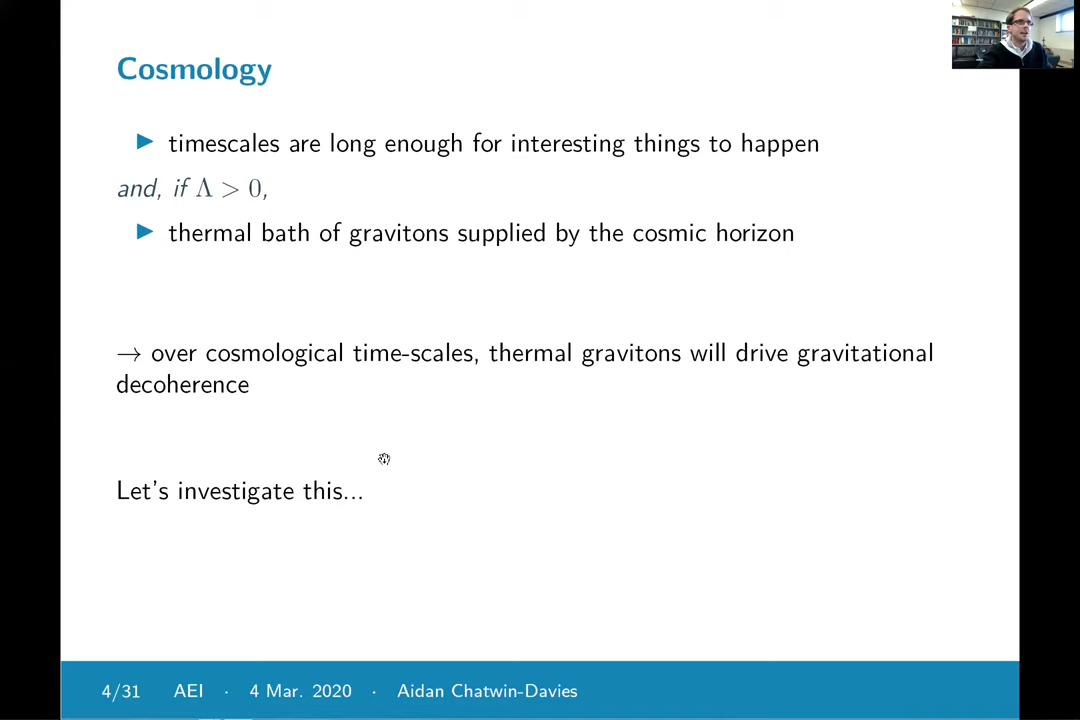 Cosmology
▶ timescales are long enough for interesting things to happen
and, if Λ > 0,
▶ thermal bath of gravitons supplied by the cosmic horizon
→ over cosmological time-scales, thermal gravitons will drive gravitational
decoherence
Let's investigate this...
4/31 AEI · 4 Mar. 2020 · Aidan Chatwin-Davies